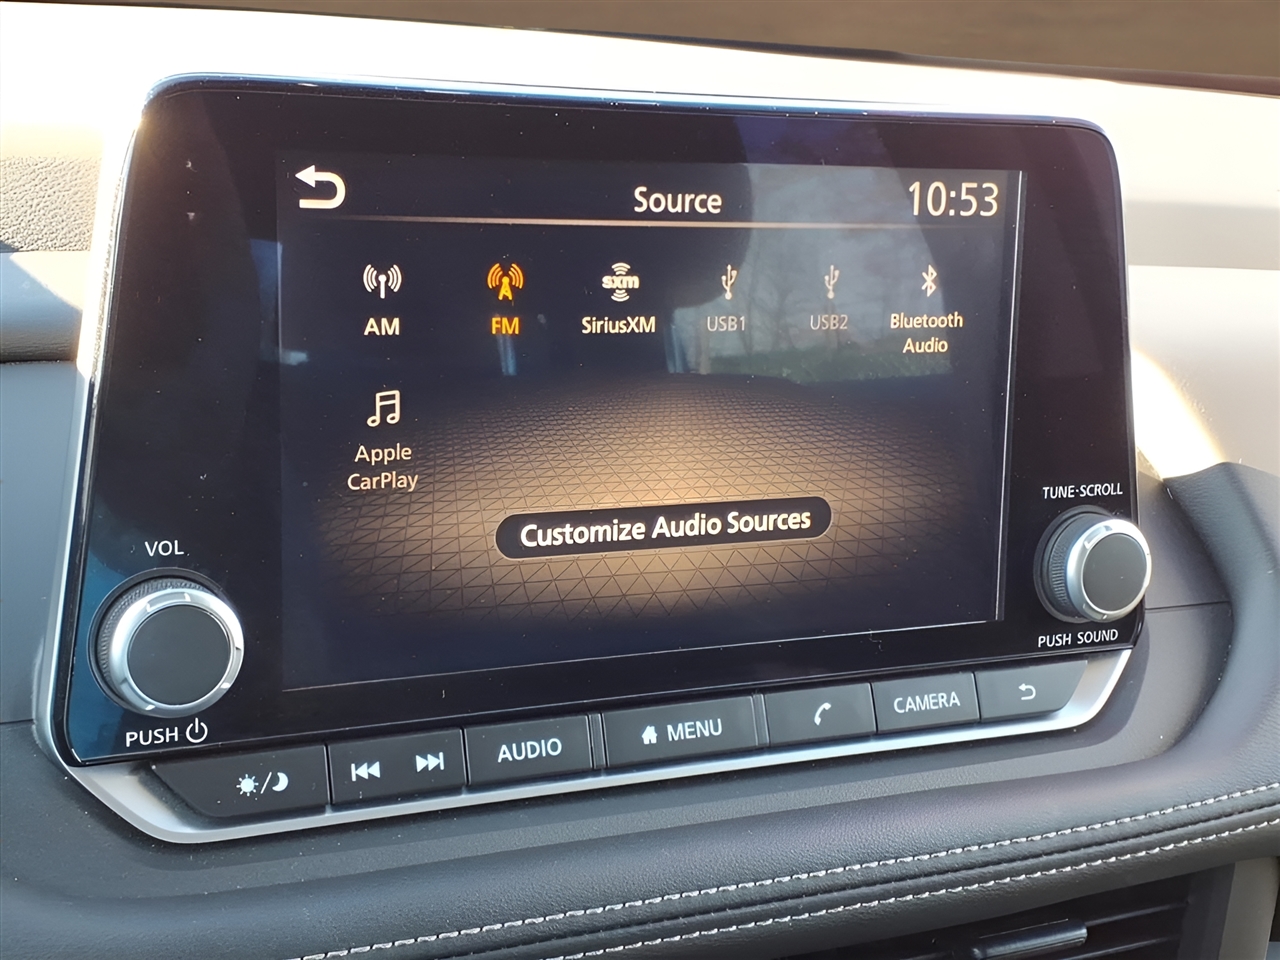 Source
10:53
AM
FM
sxm
SiriusXM
USB1
USB2
Bluetooth
Audio
Apple
CarPlay
Customize Audio Sources
VOL
PUSH
TUNE-SCROLL
PUSH SOUND
AUDIO
MENU
CAMERA